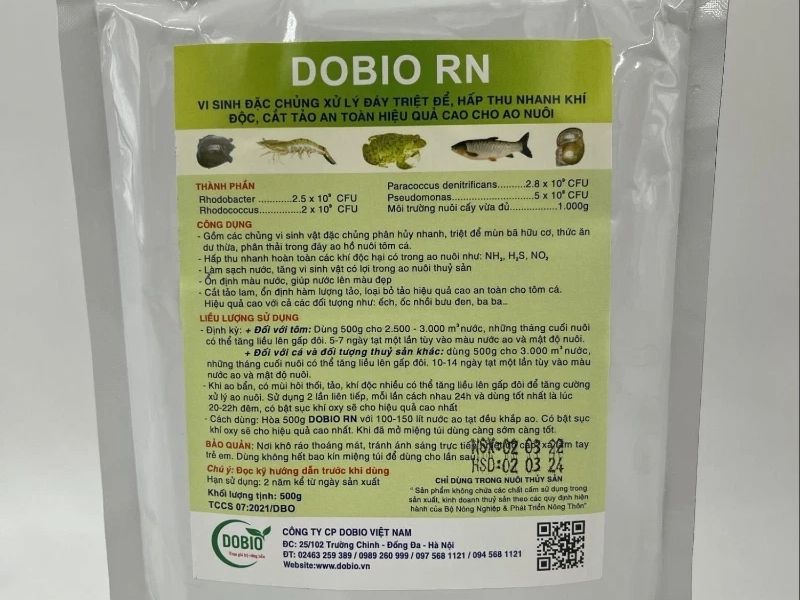 DOBIO RN
VI SINH ĐẶC CHỦNG XỬ LÝ ĐÁY TRIỆT ĐỂ, HẤP THU NHANH KHÍ
ĐỘC, CẮT TẢO AN TOÀN HIỆU QUẢ CAO CHO AO NUÔI
THÀNH PHẦN
Rhodobacter ............2.5 x 10⁹ CFU
Rhodococcus..............2 x 10⁹ CFU
Paracoccus denitrificans..........2.8 x 10⁹ CFU
Pseudomonas..............................5 x 10⁹ CFU
Môi trường nuôi cấy vừa đủ..............1.000g
CÔNG DỤNG
- Gồm các chủng vi sinh vật đặc chủng phân hủy nhanh, triệt để mùn bã hữu cơ, thức ăn
dư thừa, phân thải trong đáy ao hồ nuôi tôm cá.
- Hấp thu nhanh hoàn toàn các khí độc hại có trong ao nuôi như: NH₃, H₂S, NO₂
- Làm sạch nước, tăng vi sinh vật có lợi trong ao nuôi thuỷ sản
- Ổn định màu nước, giúp nước lên màu đẹp
- Cắt tảo lam, ổn định hàm lượng tảo, loại bỏ tảo hiệu quả cao an toàn cho tôm cá.
Hiệu quả cao với cả các đối tượng như: ếch, ốc nhồi bưu đen, ba ba...
LIỀU LƯỢNG SỬ DỤNG
- Định kỳ: + Đối với tôm: Dùng 500g cho 2.500 - 3.000 m³ nước, những tháng cuối nuôi
có thể tăng liều lên gấp đôi. 5-7 ngày tạt một lần tùy vào màu nước ao và mật độ nuôi.
+ Đối với cá và đối tượng thuỷ sản khác: dùng 500g cho 3.000 m³ nước,
những tháng cuối nuôi có thể tăng liều lên gấp đôi. 10-14 ngày tạt một lần tùy vào màu
nước ao và mật độ nuôi.
- Khi ao bẩn, có mùi hôi thối, tảo, khí độc nhiều có thể tăng liều lên gấp đôi để tăng cường
xử lý ao nuôi. Sử dụng 2 lần liên tiếp, mỗi lần cách nhau 24h và dùng tốt nhất là lúc
20-22h đêm, có bật sục khí oxy sẽ cho hiệu quả cao nhất
- Cách dùng: Hòa 500g DOBIO RN với 100-150 lít nước ao tạt đều khắp ao. Có bật sục
khí oxy sẽ cho hiệu quả cao nhất. Khi đã mở miệng túi dùng càng sớm càng tốt.
BẢO QUẢN: Nơi khô ráo thoáng mát, tránh ánh sáng trực tiếp xa tầm tay
trẻ em. Dùng không hết bao kín miệng túi để dùng cho lần sau
NSX:02 03 22
HSD:02 03 24
Chú ý: Đọc kỹ hướng dẫn trước khi dùng
Hạn sử dụng: 2 năm kể từ ngày sản xuất
Khối lượng tịnh: 500g
TCCS 07:2021/DBO
CHỈ DÙNG TRONG NUÔI THỦY SẢN
" Sản phẩm không chứa các chất cấm sử dụng trong
sản xuất, kinh doanh thuỷ sản theo các quy định hiện
hành của Bộ Nông Nghiệp & Phát Triển Nông Thôn"
DOBIO
CÔNG TY CP DOBIO VIỆT NAM
ĐC: 25/102 Trường Chinh - Đống Đa - Hà Nội
ĐT: 02463 259 389 / 0989 260 999 / 097 568 1121 / 094 568 1121
Website:www.dobio.vn